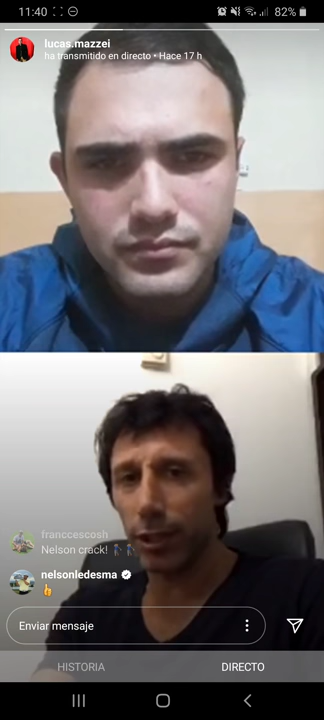 11:40
82%
lucas.mazzei
ha transmitido en directo • Hace 17 h
franccescosh
Nelson crack!
nelsonledesma
Enviar mensaje
HISTORIA
DIRECTO